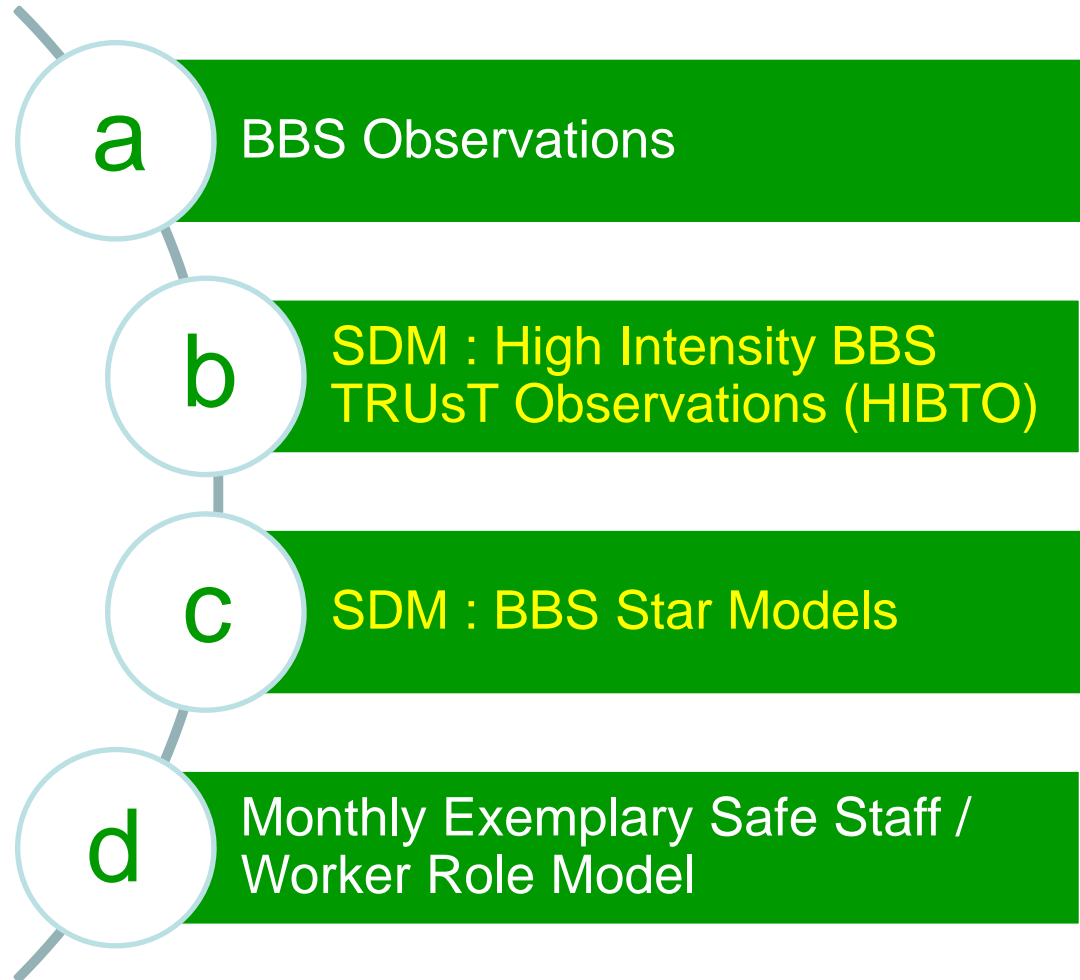 a
BBS Observations
b
SDM : High Intensity BBS
TRUsT Observations (HIBTO)
c
SDM : BBS Star Models
d
Monthly Exemplary Safe Staff /
Worker Role Model